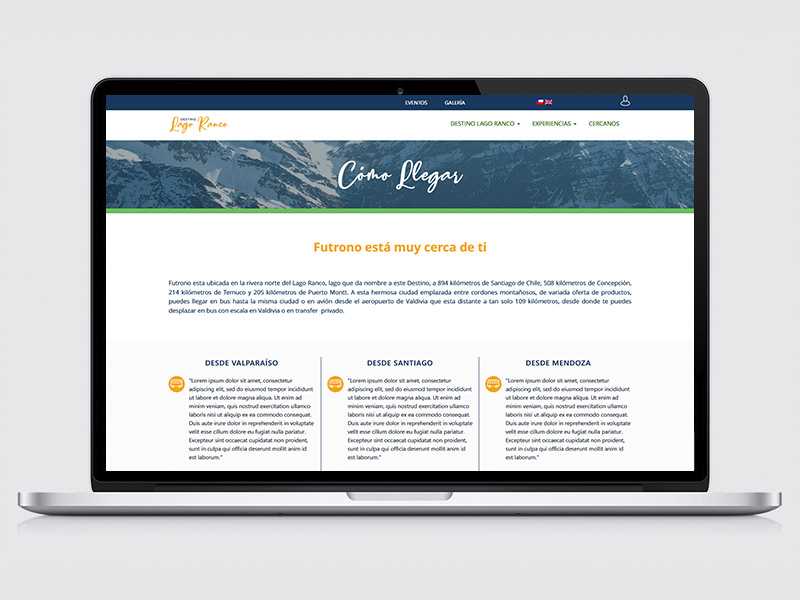 EVENTOS GALERÍA
DESTINO
Lago Ranco
DESTINO LAGO RANCO EXPERIENCIAS CERCANOS
Cómo Llegar
Futrono está muy cerca de ti
Futrono esta ubicada en la rivera norte del Lago Ranco, lago que da nombre a este Destino, a 894 kilómetros de Santiago de Chile, 508 kilómetros de Concepción,
214 kilómetros de Temuco y 205 kilómetros de Puerto Montt. A esta hermosa ciudad emplazada entre cordones montañosos, de variada oferta de productos,
puedes llegar en bus hasta la misma ciudad o en avión desde el aeropuerto de Valdivia que esta distante a tan solo 109 kilómetros, desde donde te puedes
desplazar en bus con escala en Valdivia o en transfer privado.
DESDE VALPARAÍSO
"Lorem ipsum dolor sit amet, consectetur
adipiscing elit, sed do eiusmod tempor incididunt
ut labore et dolore magna aliqua. Ut enim ad
minim veniam, quis nostrud exercitation ullamco
laboris nisi ut aliquip ex ea commodo consequat.
Duis aute irure dolor in reprehenderit in voluptate
velit esse cillum dolore eu fugiat nulla pariatur.
Excepteur sint occaecat cupidatat non proident,
sunt in culpa qui officia deserunt mollit anim id
est laborum."
DESDE SANTIAGO
"Lorem ipsum dolor sit amet, consectetur
adipiscing elit, sed do eiusmod tempor incididunt
ut labore et dolore magna aliqua. Ut enim ad
minim veniam, quis nostrud exercitation ullamco
laboris nisi ut aliquip ex ea commodo consequat.
Duis aute irure dolor in reprehenderit in voluptate
velit esse cillum dolore eu fugiat nulla pariatur.
Excepteur sint occaecat cupidatat non proident,
sunt in culpa qui officia deserunt mollit anim id
est laborum."
DESDE MENDOZA
"Lorem ipsum dolor sit amet, consectetur
adipiscing elit, sed do eiusmod tempor incididunt
ut labore et dolore magna aliqua. Ut enim ad
minim veniam, quis nostrud exercitation ullamco
laboris nisi ut aliquip ex ea commodo consequat.
Duis aute irure dolor in reprehenderit in voluptate
velit esse cillum dolore eu fugiat nulla pariatur.
Excepteur sint occaecat cupidatat non proident,
sunt in culpa qui officia deserunt mollit anim id
est laborum."